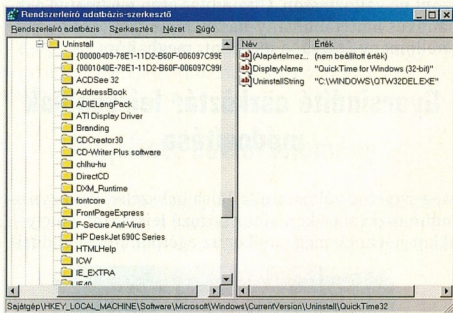 Rendszerleíró adatbázis-szerkesztő
Rendszerleíró adatbázis Szerkesztés Nézet Súgó
Uninstall
{00000409-78E1-11D2-B60F-006097C998
{0001040E-78E1-11D2-B60F-006097C998
ACDSee 32
AddressBook
ADIELangPack
ATI Display Driver
Branding
CDCreator30
CD-Writer Plus software
chlhu-hu
DirectCD
DXM_Runtime
fontcore
FrontPageExpress
F-Secure Anti-Virus
HP DeskJet 690C Series
HTMLHelp
ICW
IE_EXTRA
IE40
Név Érték
(Alapértelmez... (nem beállított érték)
DisplayName "QuickTime for Windows (32-bit)"
UninstallString "C:\WINDOWS\QTW32DEL.EXE"
Sajátgép\HKEY_LOCAL_MACHINE\Software\Microsoft\Windows\CurrentVersion\Uninstall\QuickTime32